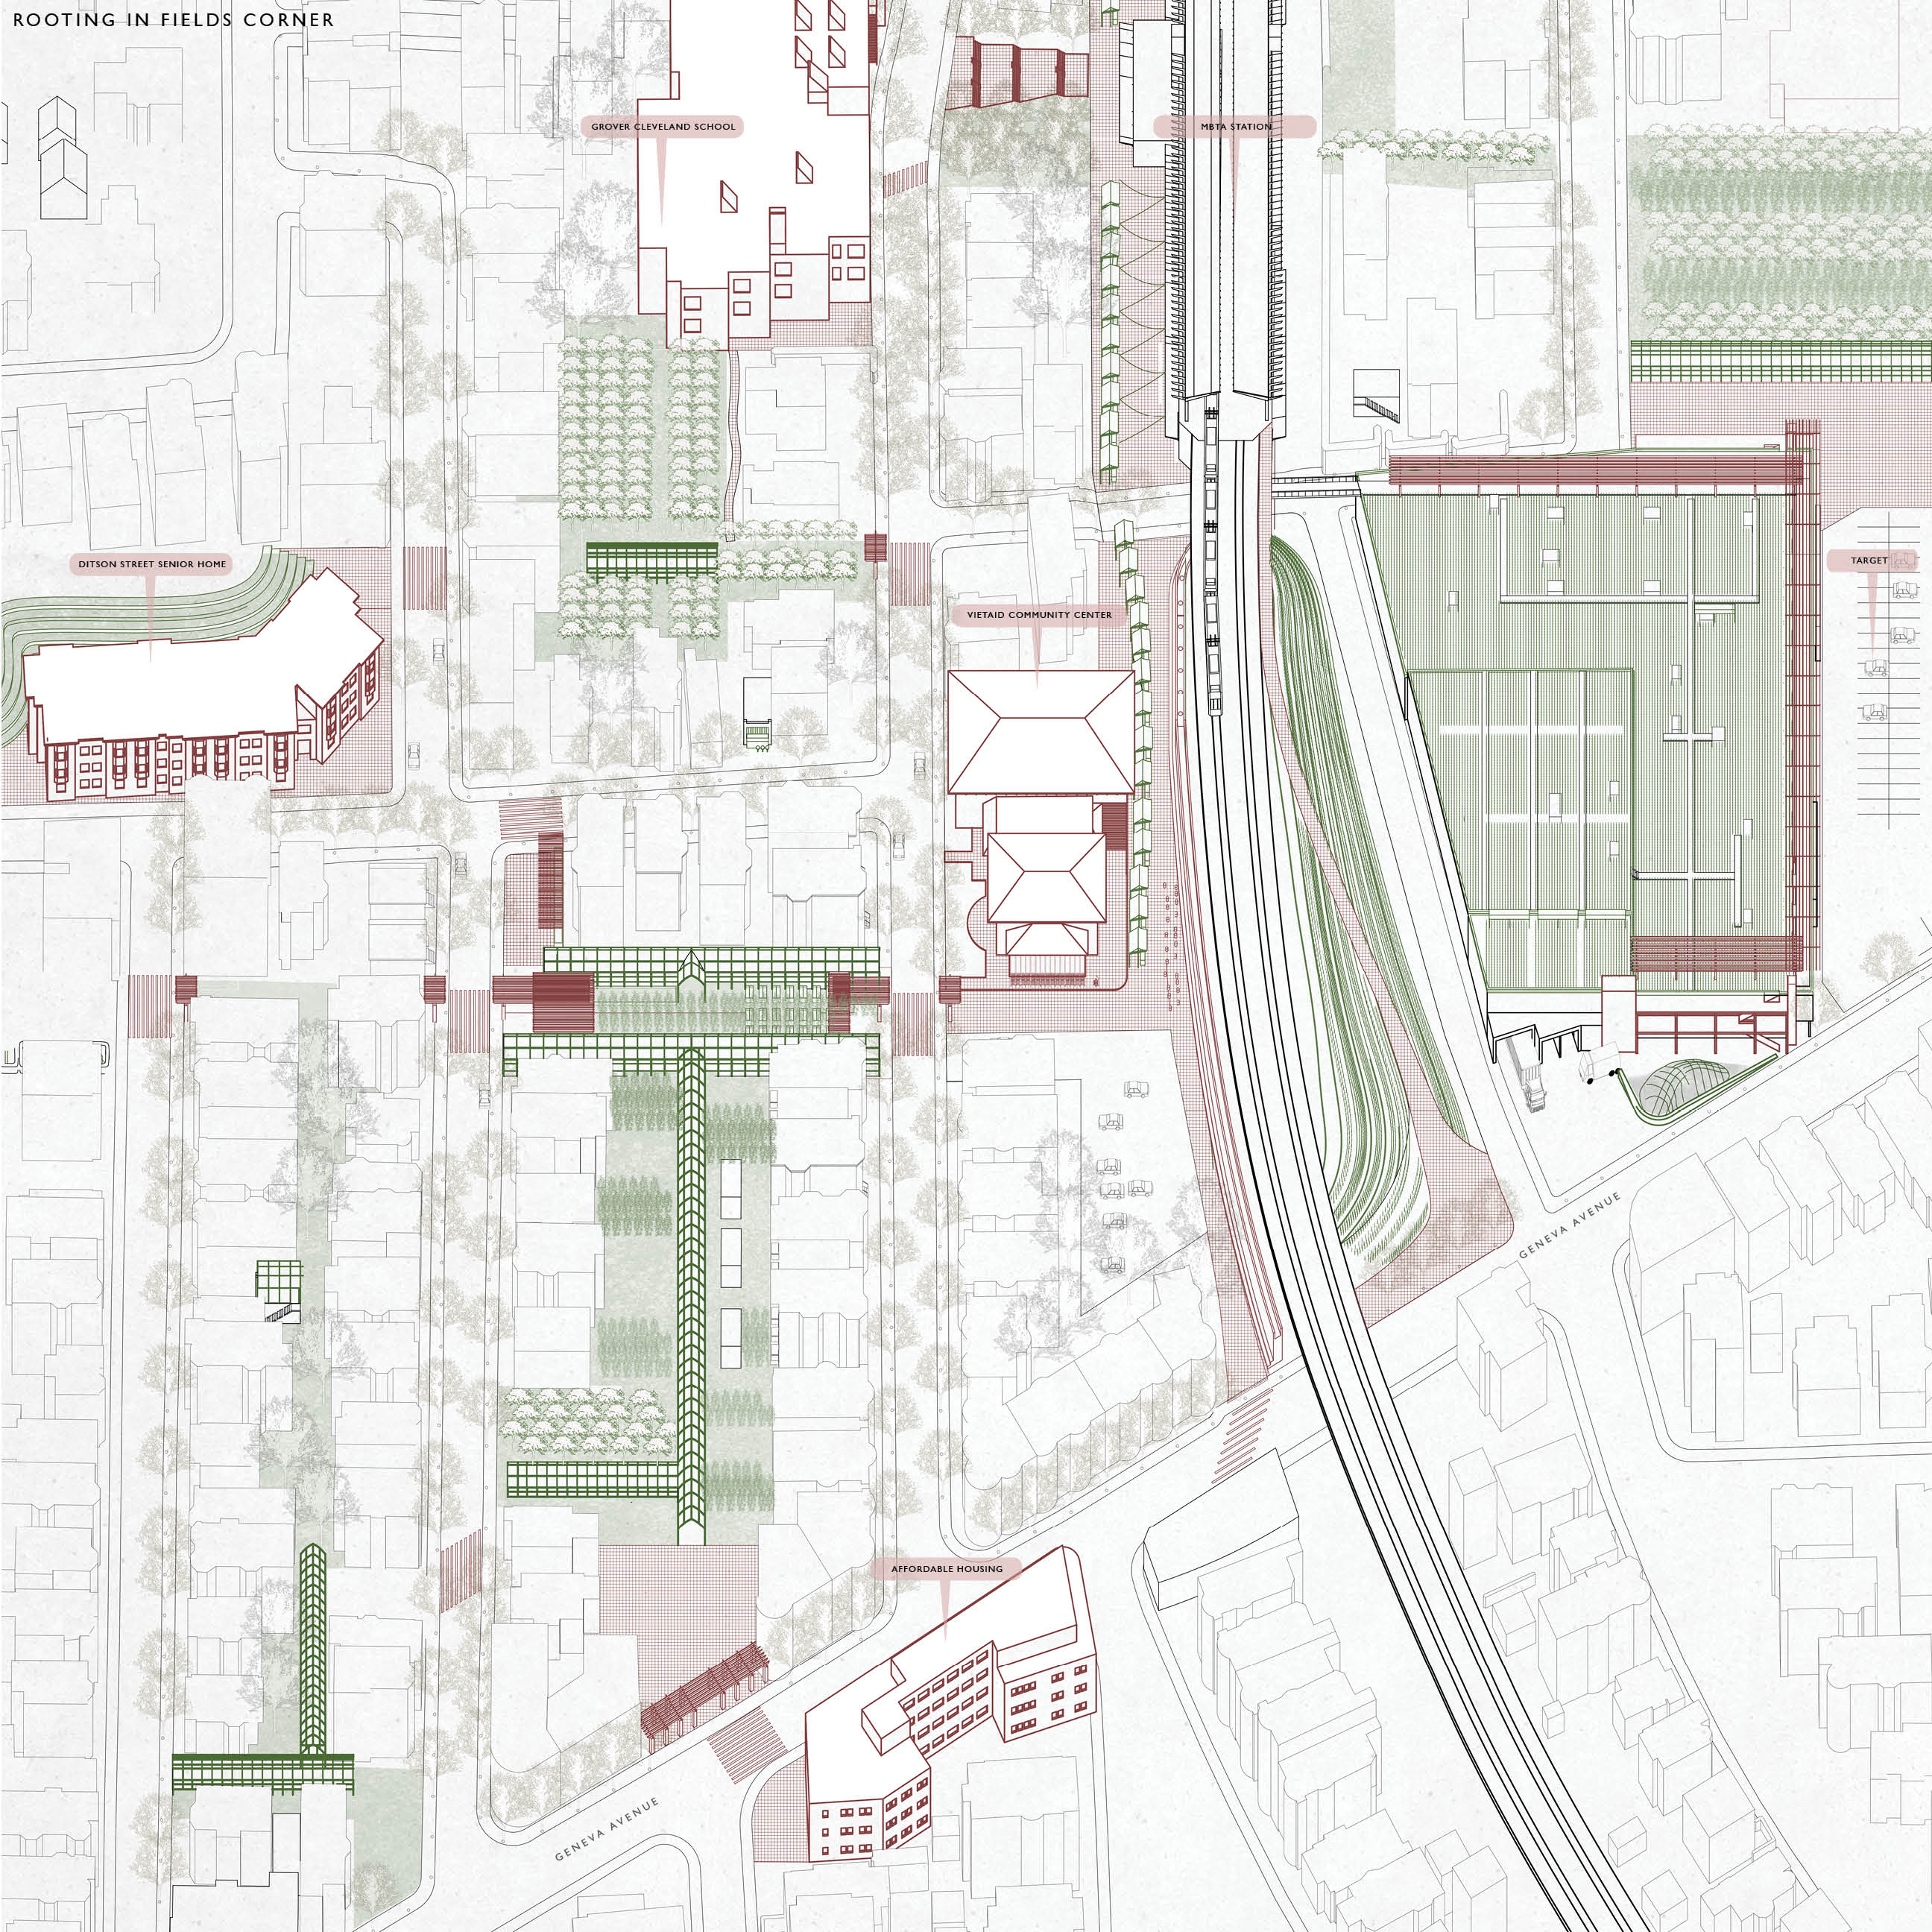 ROOTING IN FIELDS CORNER
GROVER CLEVELAND SCHOOL
MBTA STATION
DITSON STREET SENIOR HOME
TARGET
VIETAID COMMUNITY CENTER
GENEVA AVENUE
AFFORDABLE HOUSING
GENEVA AVENUE